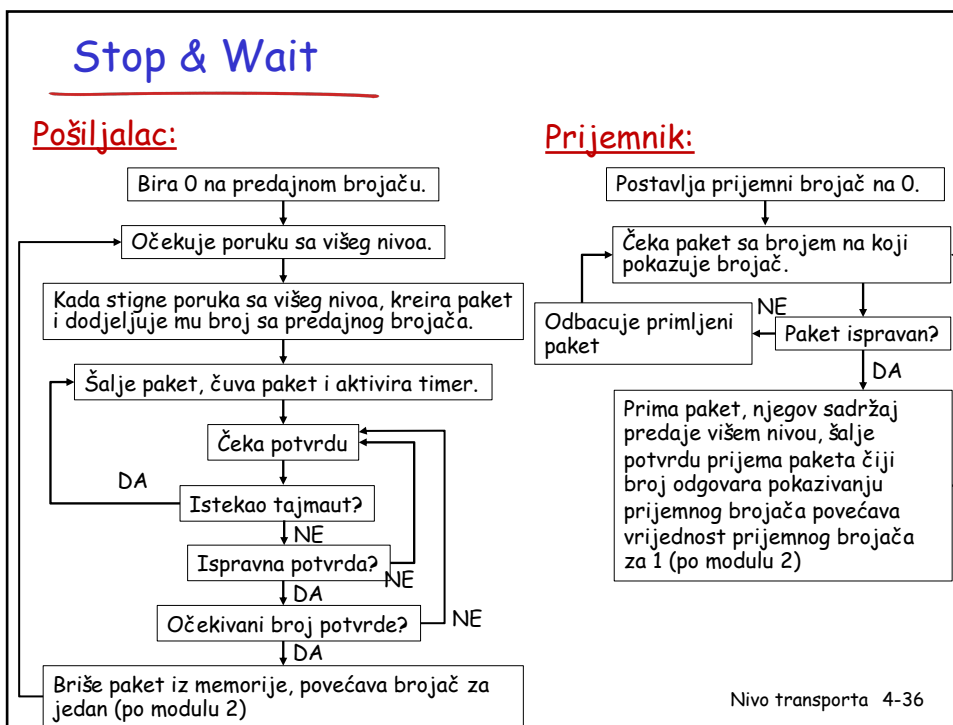 Stop & Wait
Pošiljalac:
Bira 0 na predajnom brojaču.
Očekuje poruku sa višeg nivoa.
Kada stigne poruka sa višeg nivoa, kreira paket
i dodjeljuje mu broj sa predajnog brojača.
Šalje paket, čuva paket i aktivira timer.
Čeka potvrdu
DA
Istekao tajmaut?
NE
Ispravna potvrda?
NE
DA
Očekivani broj potvrde?
NE
DA
Briše paket iz memorije, povećava brojač za
jedan (po modulu 2)
Prijemnik:
Postavlja prijemni brojač na 0.
Čeka paket sa brojem na koji
pokazuje brojač.
NE
Odbacuje primljeni
paket
Paket ispravan?
DA
Prima paket, njegov sadržaj
predaje višem nivou, šalje
potvrdu prijema paketa čiji
broj odgovara pokazivanju
prijemnog brojača povećava
vrijednost prijemnog brojača
za 1 (po modulu 2)
Nivo transporta 4-36